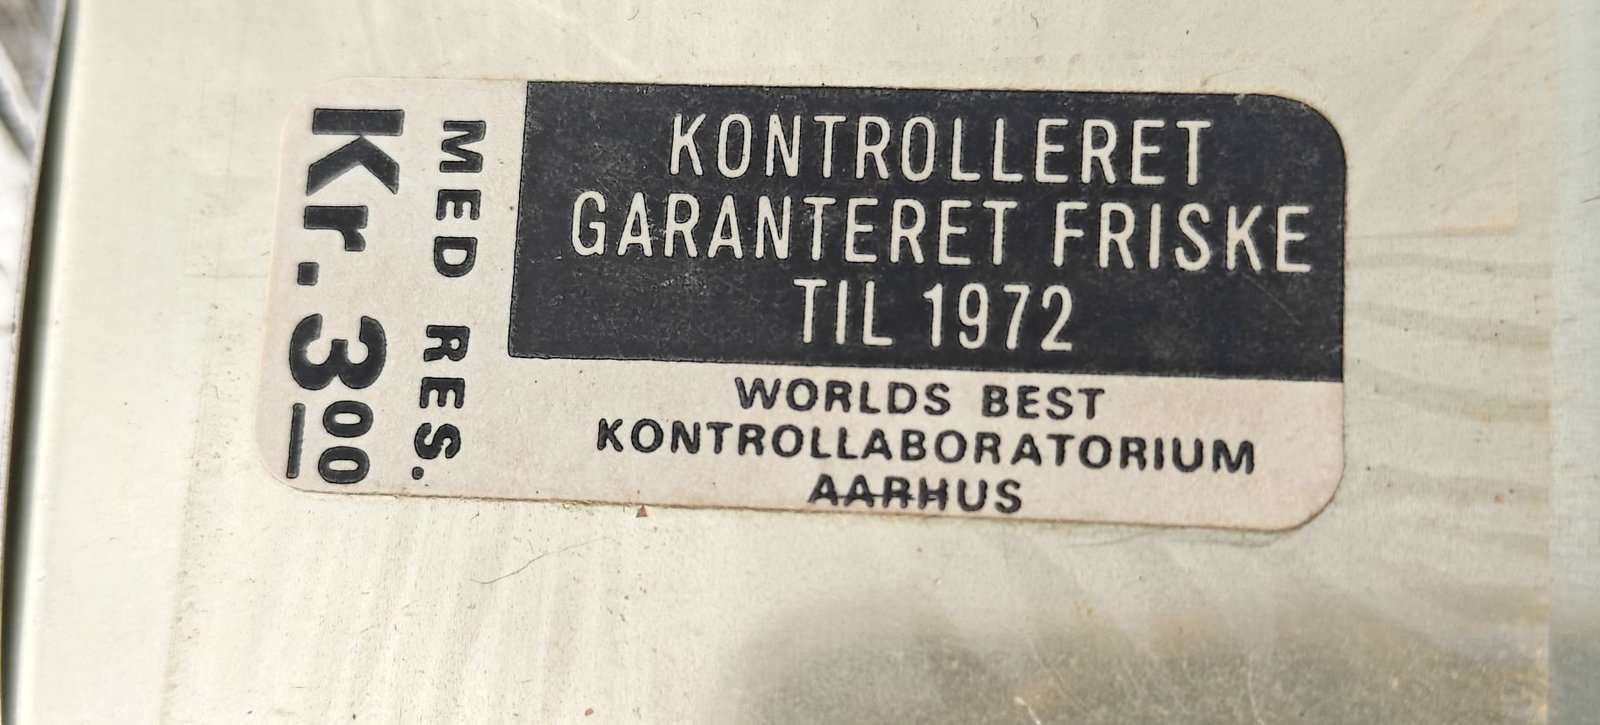 KONTROLLERET
GARANTERET FRISKE
TIL 1972
WORLDS BEST
KONTROLLABORATORIUM
AARHUS
MED RES.
Kr. 3.00